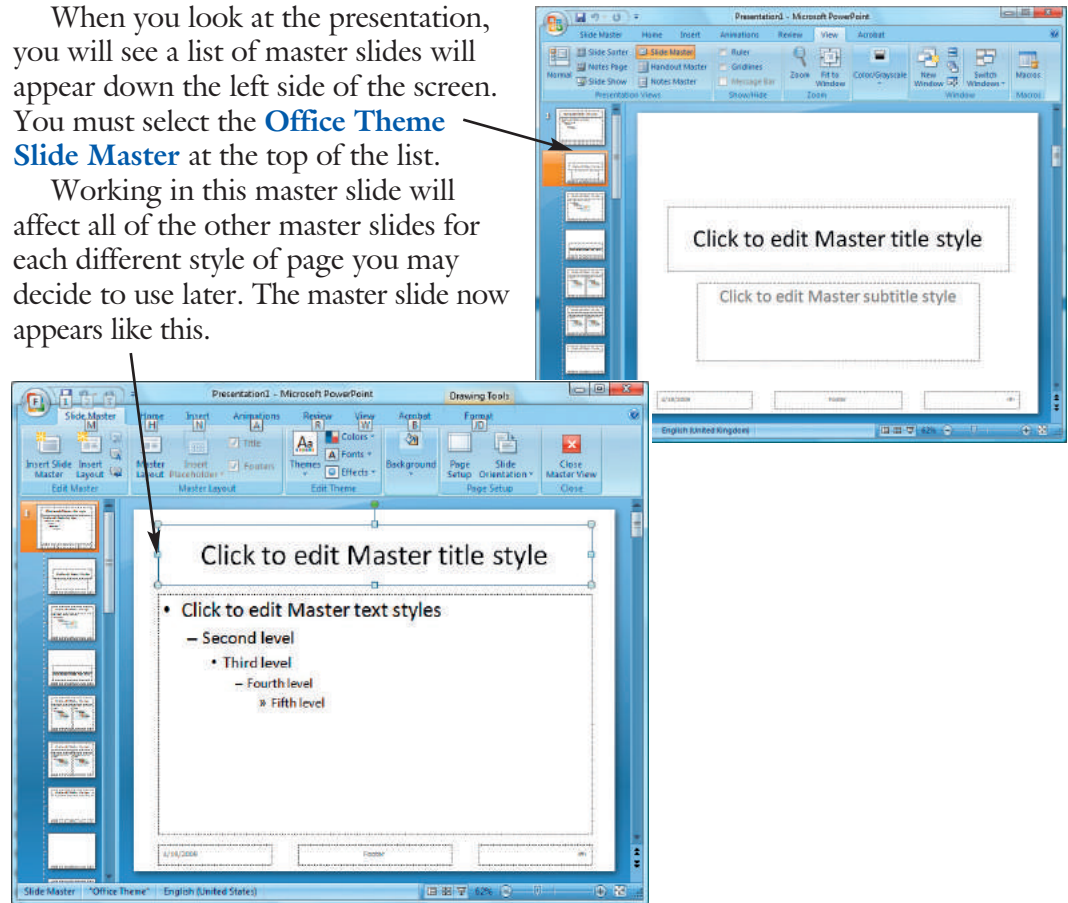 When you look at the presentation,
you will see a list of master slides will
appear down the left side of the screen.
You must select the Office Theme
Slide Master at the top of the list.
Working in this master slide will
affect all of the other master slides for
each different style of page you may
decide to use later. The master slide now
appears like this.
Presentation1 - Microsoft PowerPoint
Slide Master Home Insert Animations Review View Acrobat
Normal
Slide Sorter
Notes Page
Slide Show
Slide Master
Handout Master
Notes Master
Presentation Views
Ruler
Gridlines
Message Bar
Show/Hide
Zoom
Fit to
Window
Zoom
Color/Grayscale
New
Window
Switch
Windows
Window
Macros
Macros
Click to edit Master title style
Click to edit Master subtitle style
Footer
English (United Kingdom)
62%
Presentation1 - Microsoft PowerPoint
Drawing Tools
Slide Master Home Insert Animations Review View Acrobat Format
M H N A R W B JD
Insert Slide
Master
Insert
Layout
Edit Master
Master
Layout
Insert
Placeholder
Title
Footers
Master Layout
Themes
Colors
Fonts
Effects
Edit Theme
Background
Page
Setup
Slide
Orientation
Page Setup
Close
Master View
Close
1
Click to edit Master title style
• Click to edit Master text styles
– Second level
• Third level
– Fourth level
» Fifth level
Footer
Slide Master "Office Theme" English (United States)
62%